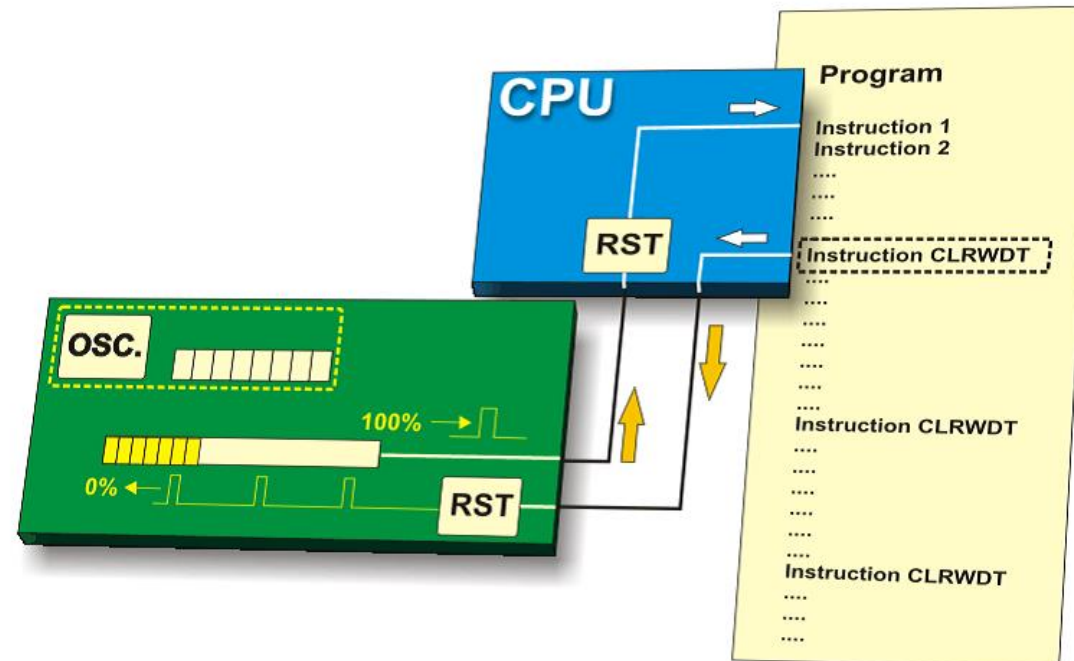 CPU
RST
OSC.
100%
0%
RST
Program
Instruction 1
Instruction 2
....
....
....
Instruction CLRWDT
....
....
....
....
....
....
....
Instruction CLRWDT
....
....
....
....
....
....
Instruction CLRWDT
....
....
....